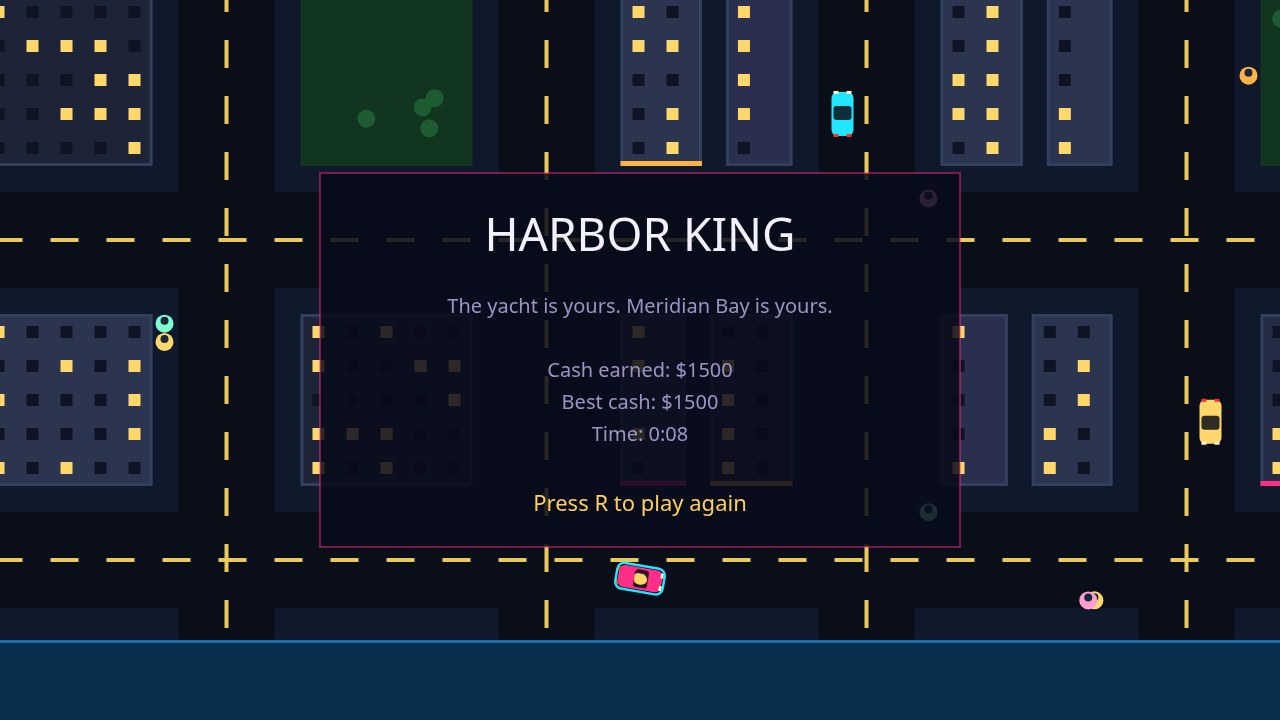 HARBOR KING
The yacht is yours. Meridian Bay is yours.
Cash earned: $1500
Best cash: $1500
Time: 0:08
Press R to play again